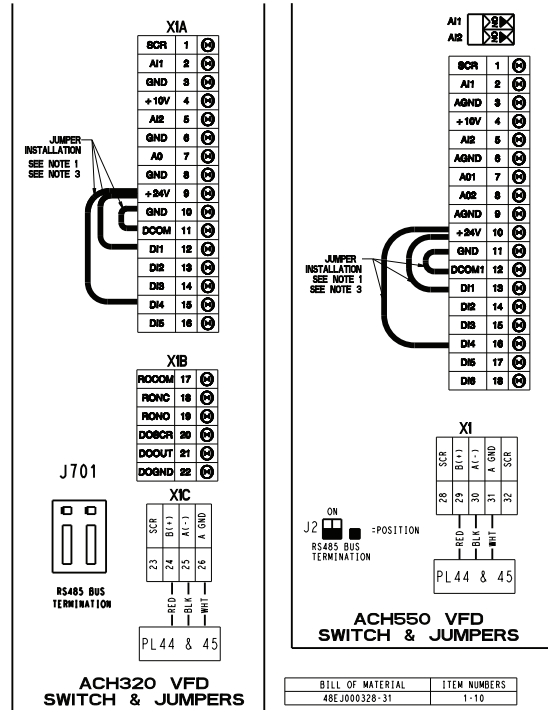 X1A
SCR 1
AI1 2
GND 3
+10V 4
AI2 5
GND 6
A0 7
GND 8
+24V 9
GND 10
DCOM 11
DI1 12
DI2 13
DI3 14
DI4 15
DI5 16
JUMPER
INSTALLATION
SEE NOTE 1
SEE NOTE 3
X1B
ROCOM 17
RONC 18
RONO 19
DOSCR 20
DOOUT 21
DOGND 22
J701
RS485 BUS
TERMINATION
X1C
23 SCR
24 B(+)
25 A(-)
26 A GND
RED
BLK
WHT
PL44 & 45
ACH320 VFD
SWITCH & JUMPERS
AI1
AI2
ON
SCR 1
AI1 2
AGND 3
+10V 4
AI2 5
AGND 6
A01 7
A02 8
AGND 9
+24V 10
GND 11
DCOM1 12
DI1 13
DI2 14
DI3 15
DI4 16
DI5 17
DI6 18
JUMPER
INSTALLATION
SEE NOTE 1
SEE NOTE 3
X1
28 SCR
29 B(+)
30 A(-)
31 A GND
32 SCR
RED
BLK
WHT
PL44 & 45
ON
J2
=POSITION
RS485 BUS
TERMINATION
ACH550 VFD
SWITCH & JUMPERS
BILL OF MATERIAL ITEM NUMBERS
48EJ000328-31 1-10